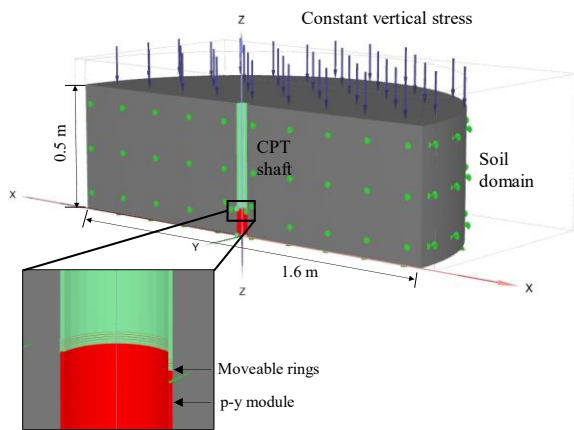 Z
Constant vertical stress
0.5 m
CPT
shaft
Soil
domain
X
Y
1.6 m
Z
X
Moveable rings
p-y module